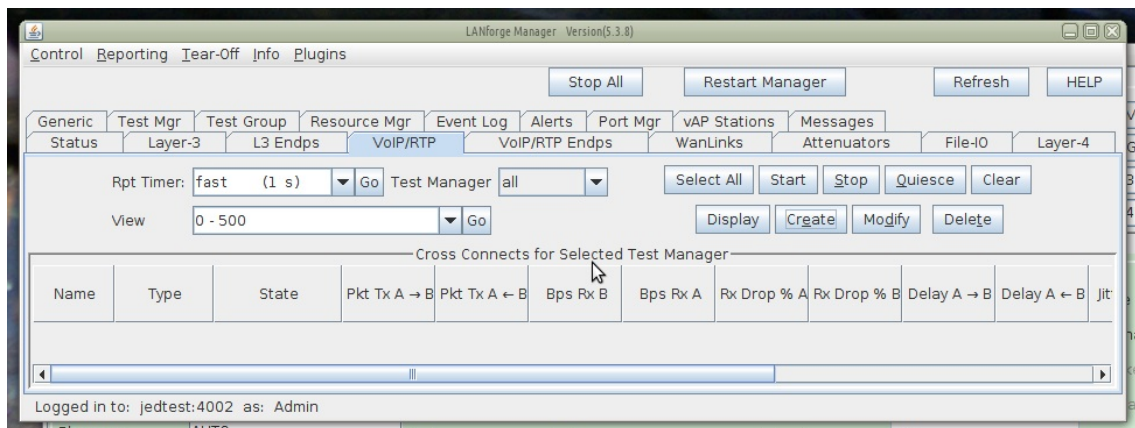 LANforge Manager Version(5.3.8)
Control Reporting Tear-Off Info Plugins
Stop All Restart Manager Refresh HELP
Generic Test Mgr Test Group Resource Mgr Event Log Alerts Port Mgr vAP Stations Messages
Status Layer-3 L3 Endps VoIP/RTP VoIP/RTP Endps WanLinks Attenuators File-IO Layer-4
Rpt Timer: fast (1 s) Go Test Manager all Select All Start Stop Quiesce Clear
View 0 - 500 Go Display Create Modify Delete
Cross Connects for Selected Test Manager
Name Type State Pkt Tx A → B Pkt Tx A ← B Bps Rx B Bps Rx A Rx Drop % A Rx Drop % B Delay A → B Delay A ← B Jit
Logged in to: jedtest:4002 as: Admin